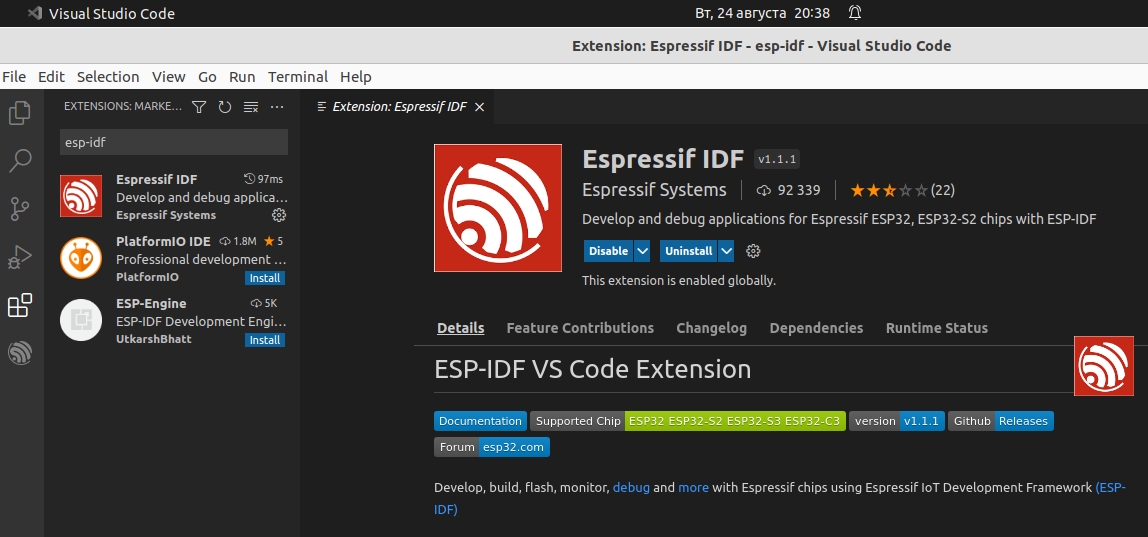 Visual Studio Code
Вт, 24 августа 20:38
Extension: Espressif IDF - esp-idf - Visual Studio Code
File Edit Selection View Go Run Terminal Help
EXTENSIONS: MARKE...
Extension: Espressif IDF
esp-idf
Espressif IDF 97ms
Develop and debug applica...
Espressif Systems
PlatformIO IDE 1.8M 5
Professional development ...
PlatformIO Install
ESP-Engine 5K
ESP-IDF Development Engi...
UtkarshBhatt Install
Espressif IDF v1.1.1
Espressif Systems 92 339 (22)
Develop and debug applications for Espressif ESP32, ESP32-S2 chips with ESP-IDF
Disable Uninstall
This extension is enabled globally.
Details Feature Contributions Changelog Dependencies Runtime Status
ESP-IDF VS Code Extension
Documentation Supported Chip ESP32 ESP32-S2 ESP32-S3 ESP32-C3 version v1.1.1 Github Releases
Forum esp32.com
Develop, build, flash, monitor, debug and more with Espressif chips using Espressif IoT Development Framework (ESP-
IDF)